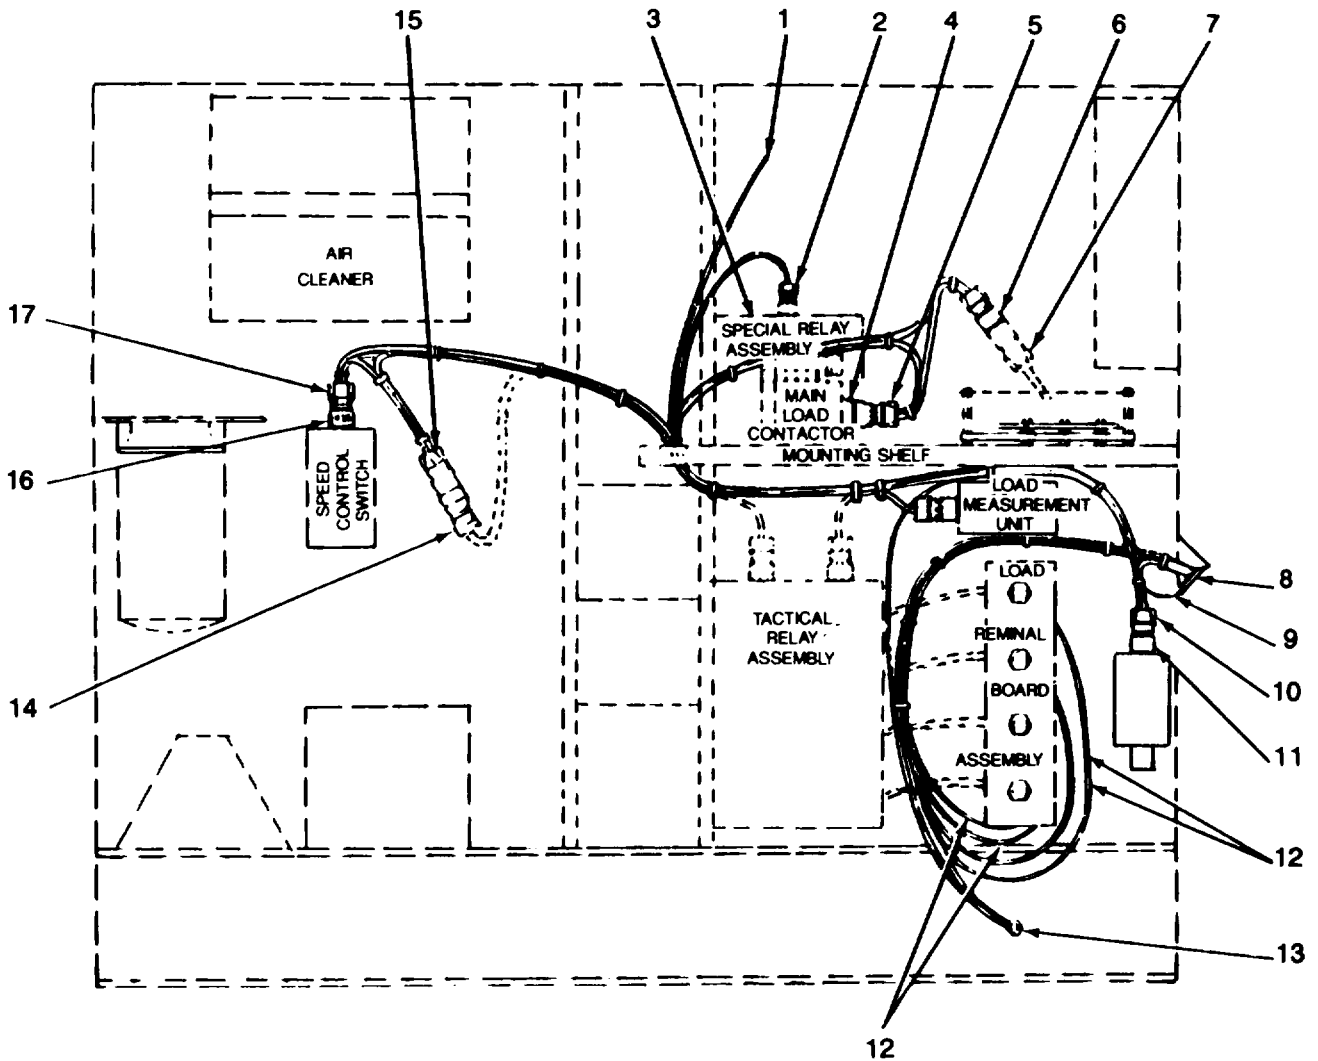 15
3
1
2
4
5
6
7
AIR
CLEANER
17
SPECIAL RELAY
ASSEMBLY
MAIN
LOAD
CONTACTOR
MOUNTING SHELF
16
SPEED
CONTROL
SWITCH
LOAD
MEASUREMENT
UNIT
LOAD
8
TACTICAL
RELAY
ASSEMBLY
REMINAL
9
14
BOARD
10
ASSEMBLY
11
12
13
12